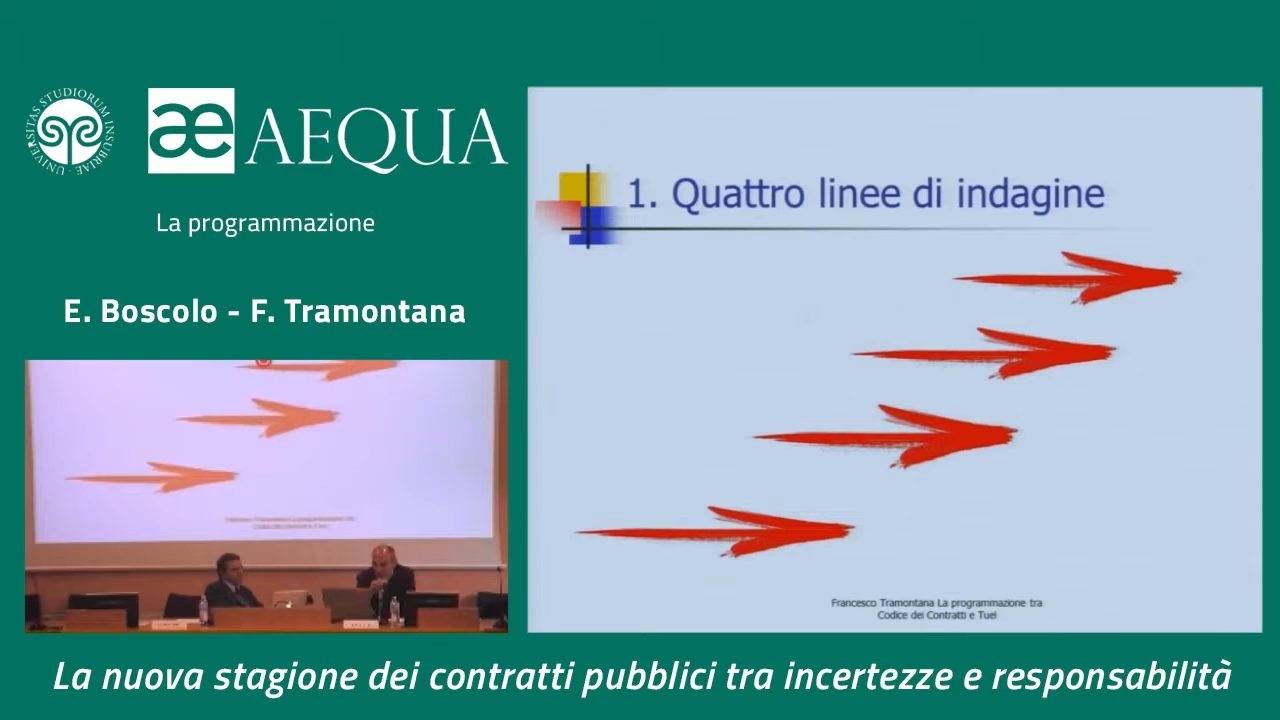 UNIVERSITAS STUDIORUM INSUBRIAE
æ AEQUA
La programmazione
E. Boscolo - F. Tramontana
1. Quattro linee di indagine
Francesco Tramontana La programmazione tra
Codice dei Contratti e Tuel
La nuova stagione dei contratti pubblici tra incertezze e responsabilità